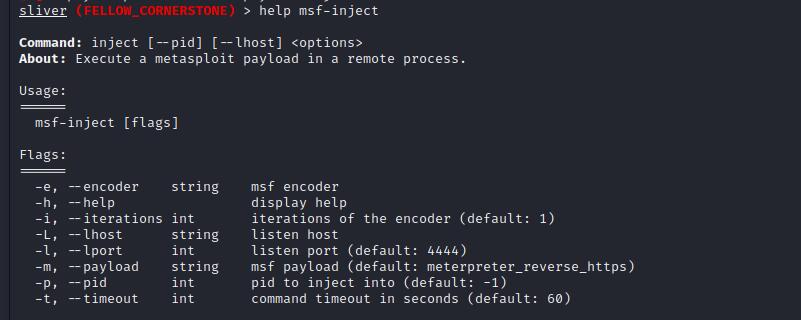 sliver (FELLOW_CORNERSTONE) > help msf-inject
Command: inject [--pid] [--lhost] <options>
About: Execute a metasploit payload in a remote process.
Usage:
======
msf-inject [flags]
Flags:
======
-e, --encoder string msf encoder
-h, --help display help
-i, --iterations int iterations of the encoder (default: 1)
-L, --lhost string listen host
-l, --lport int listen port (default: 4444)
-m, --payload string msf payload (default: meterpreter_reverse_https)
-p, --pid int pid to inject into (default: -1)
-t, --timeout int command timeout in seconds (default: 60)